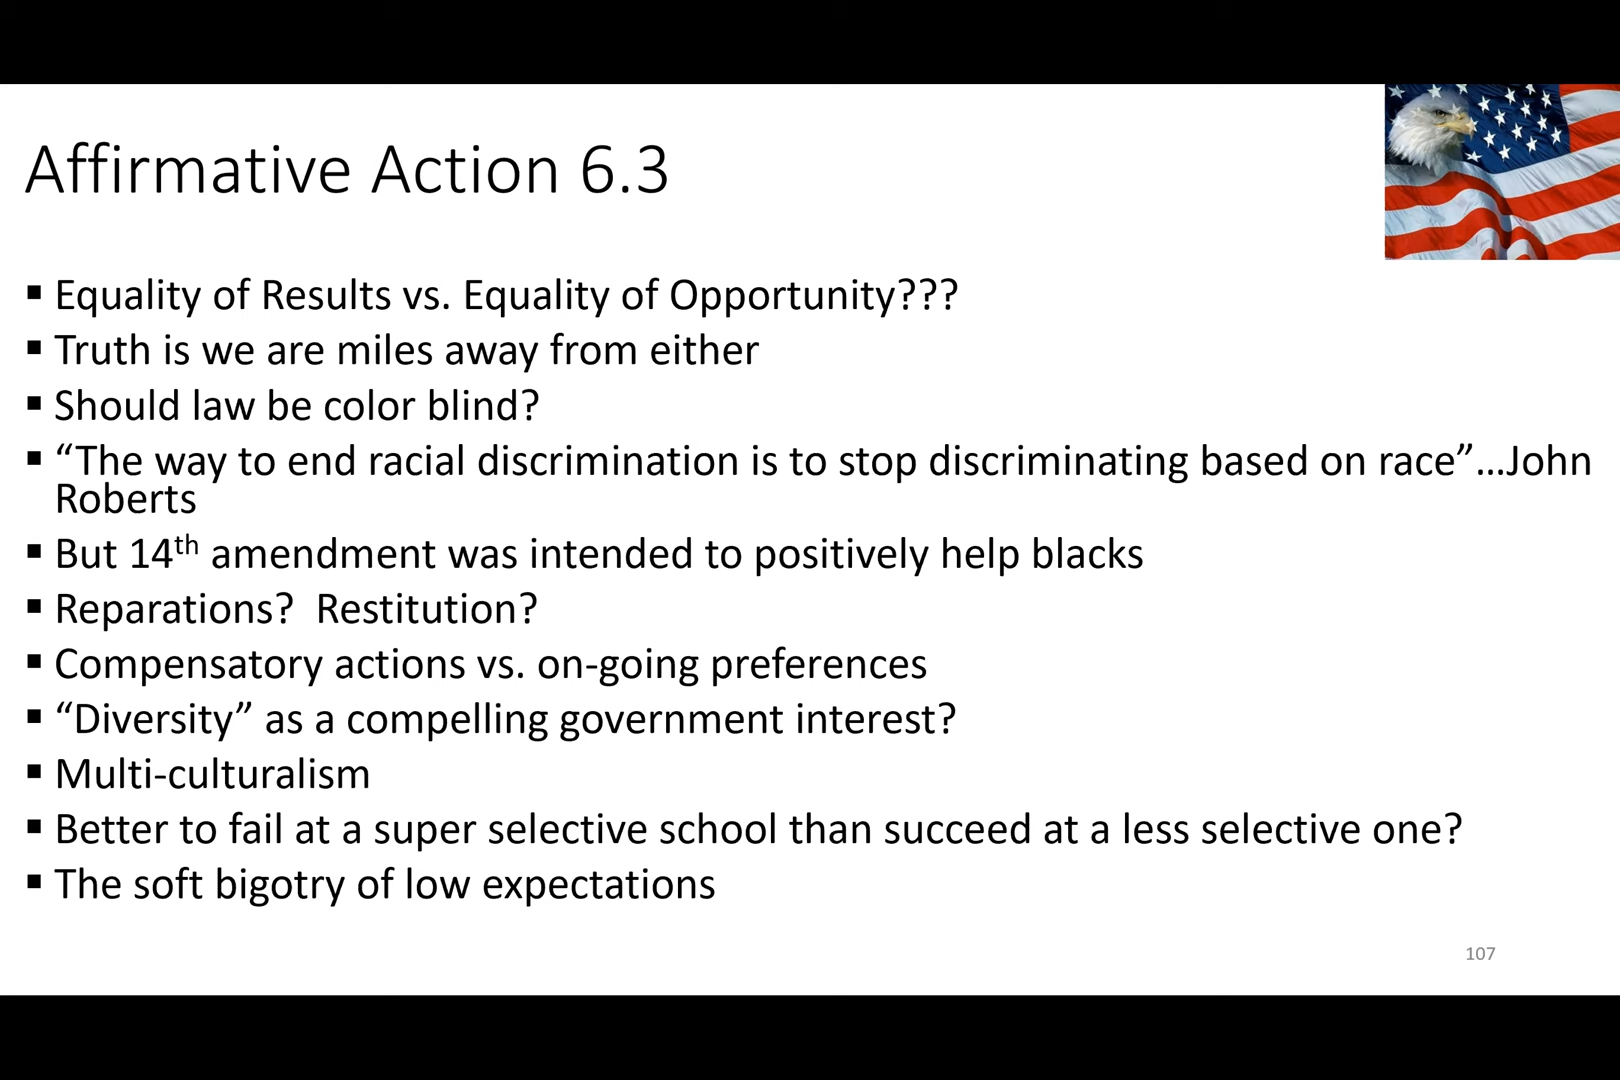 Affirmative Action 6.3
▪ Equality of Results vs. Equality of Opportunity???
▪ Truth is we are miles away from either
▪ Should law be color blind?
▪ “The way to end racial discrimination is to stop discriminating based on race”…John
Roberts
▪ But 14th amendment was intended to positively help blacks
▪ Reparations?  Restitution?
▪ Compensatory actions vs. on-going preferences
▪ “Diversity” as a compelling government interest?
▪ Multi-culturalism
▪ Better to fail at a super selective school than succeed at a less selective one?
▪ The soft bigotry of low expectations
107